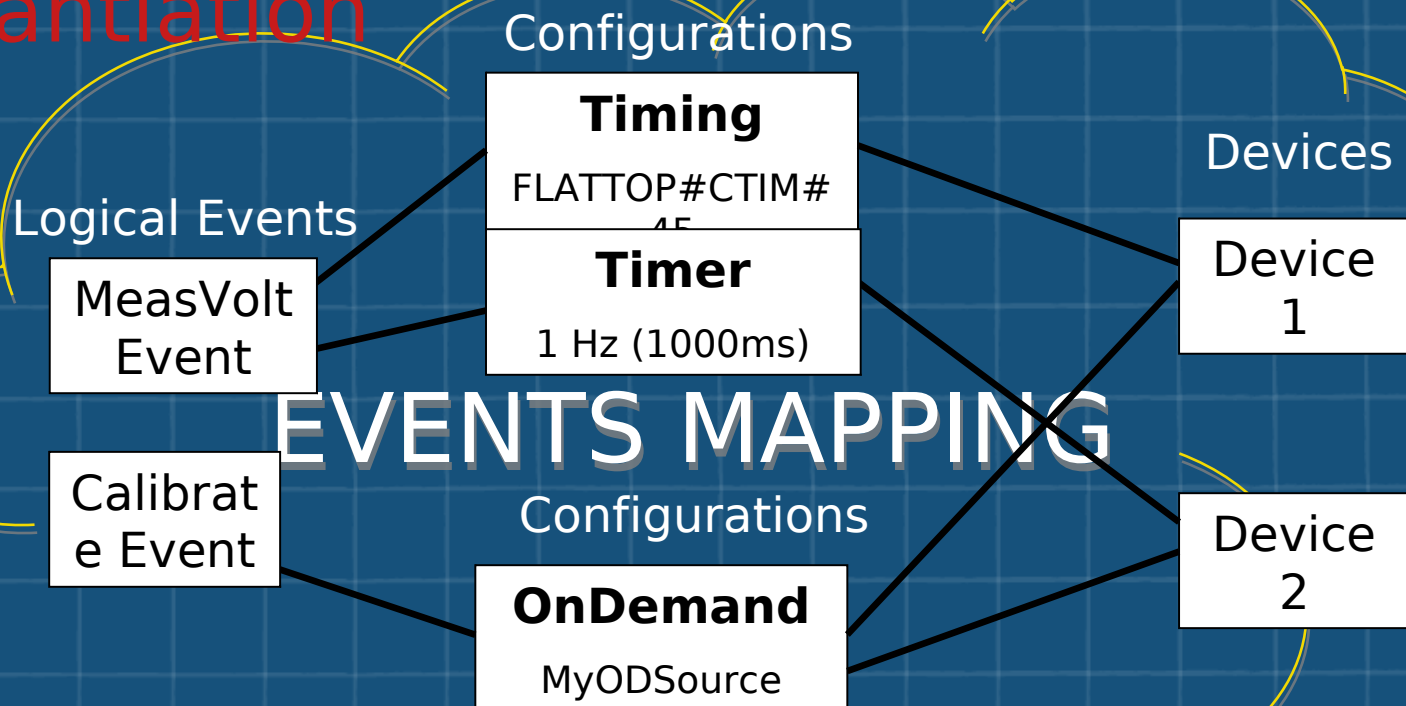 antiation
Configurations
Timing
FLATTOP#CTIM#
45
Devices
Logical Events
MeasVolt
Event
Timer
1 Hz (1000ms)
Device
1
EVENTS MAPPING
Calibrat
e Event
Configurations
OnDemand
MyODSource
Device
2